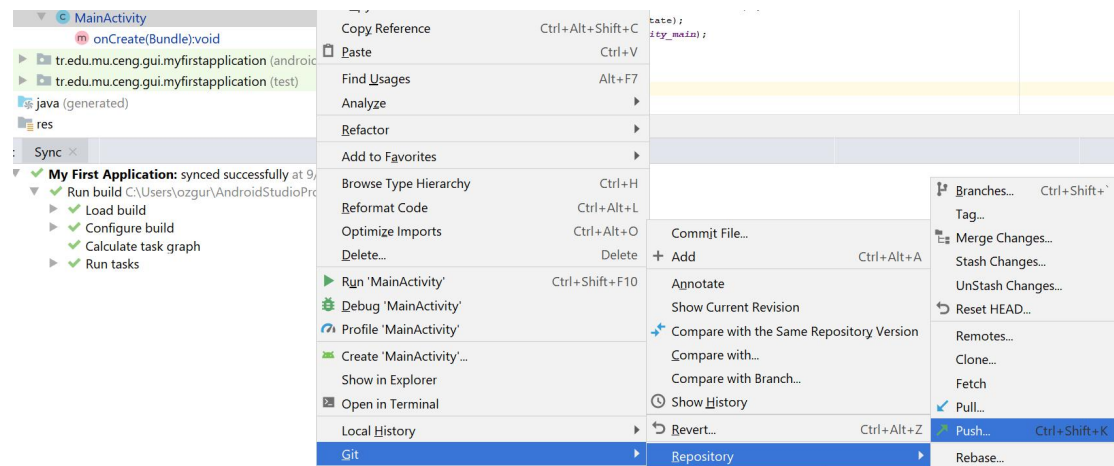 MainActivity
onCreate(Bundle):void
tr.edu.mu.ceng.gui.myfirstapplication (android
tr.edu.mu.ceng.gui.myfirstapplication (test)
java (generated)
res
tate);
ity_main);
Sync
My First Application: synced successfully at 9/
Run build C:\Users\ozgur\AndroidStudioPro
Load build
Configure build
Calculate task graph
Run tasks
Copy Reference Ctrl+Alt+Shift+C
Paste Ctrl+V
Find Usages Alt+F7
Analyze
Refactor
Add to Favorites
Browse Type Hierarchy Ctrl+H
Reformat Code Ctrl+Alt+L
Optimize Imports Ctrl+Alt+O
Delete... Delete
Run 'MainActivity' Ctrl+Shift+F10
Debug 'MainActivity'
Profile 'MainActivity'
Create 'MainActivity'...
Show in Explorer
Open in Terminal
Local History
Git
Commit File...
Add Ctrl+Alt+A
Annotate
Show Current Revision
Compare with the Same Repository Version
Compare with...
Compare with Branch...
Show History
Revert... Ctrl+Alt+Z
Repository
Branches... Ctrl+Shift+`
Tag...
Merge Changes...
Stash Changes...
UnStash Changes...
Reset HEAD...
Remotes...
Clone...
Fetch
Pull...
Push... Ctrl+Shift+K
Rebase...